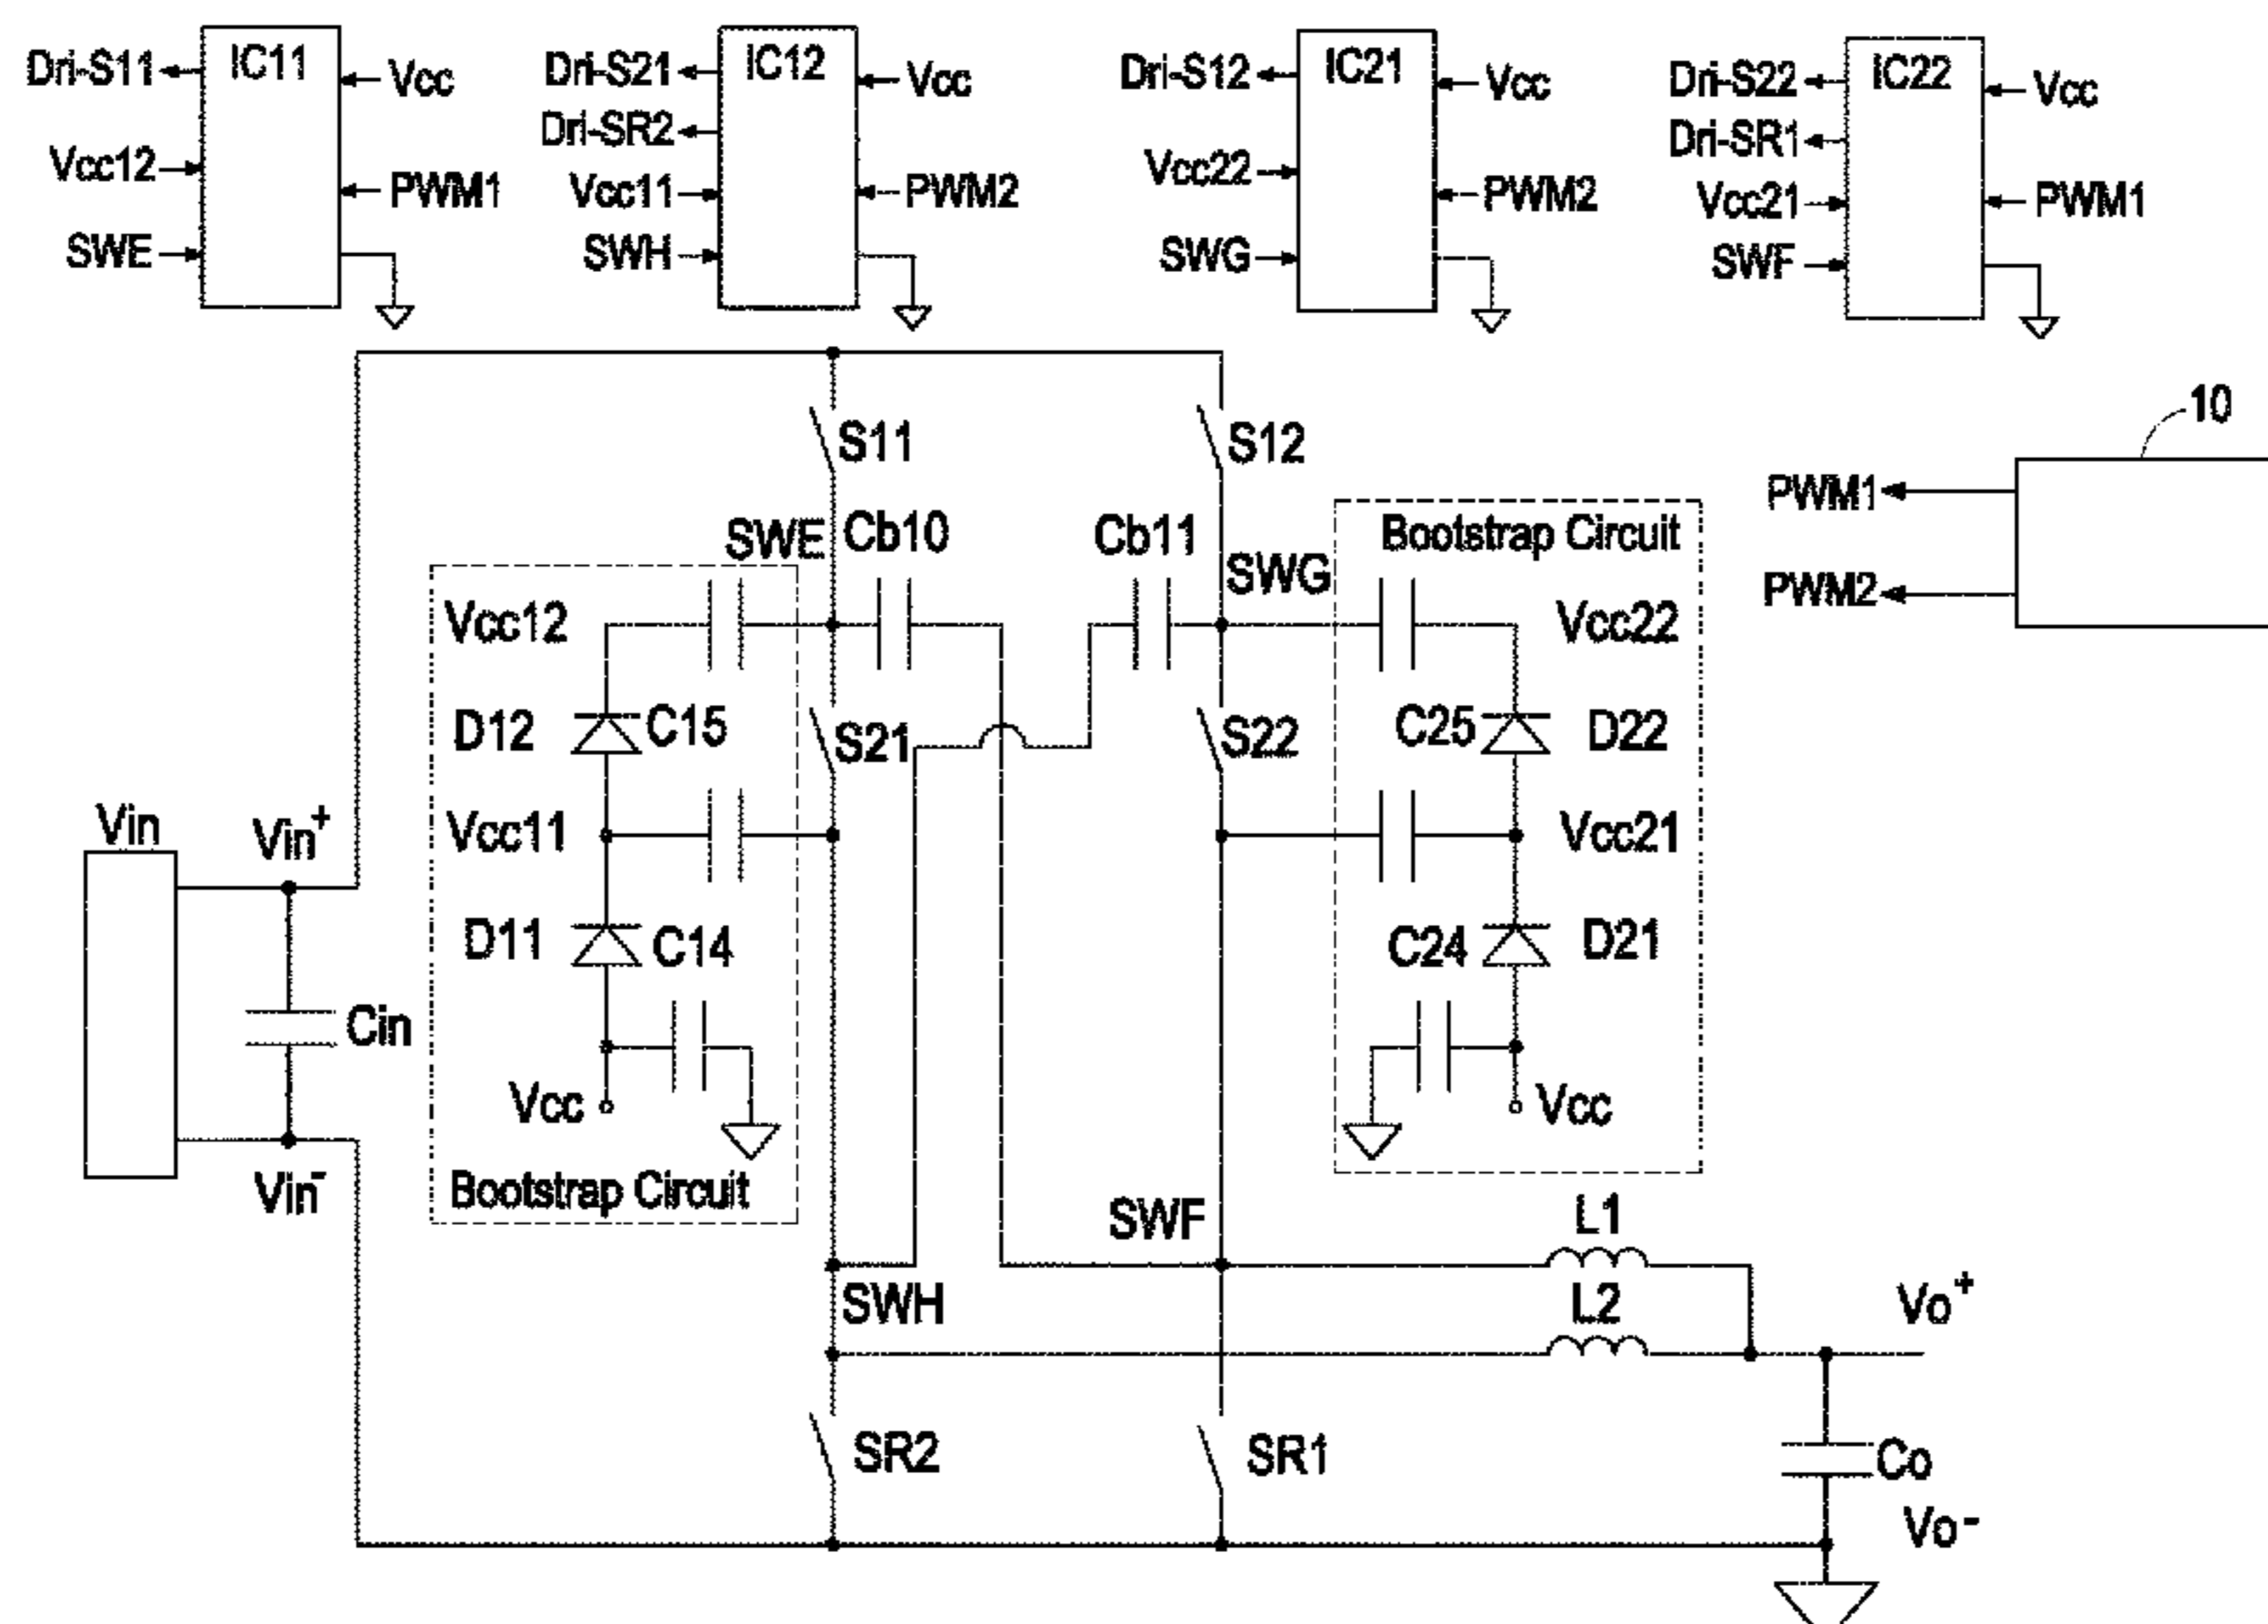 IC11
Dri-S11
Vcc
Vcc12
PWM1
SWE
IC12
Dri-S21
Vcc
Dri-SR2
Vcc11
PWM2
SWH
IC21
Dri-S12
Vcc
Vcc22
PWM2
SWG
IC22
Dri-S22
Vcc
Dri-SR1
Vcc21
PWM1
SWF
10
PWM1
PWM2
S11
S12
SWE
Cb10
Cb11
SWG
Bootstrap Circuit
Vcc12
Vcc22
D12
C15
S21
S22
C25
D22
Vin
Vin+
Vcc11
Vcc21
D11
C14
C24
D21
Cin
Vcc
Vcc
Vin-
Bootstrap Circuit
SWF
L1
SWH
L2
Vo+
SR2
SR1
Co
Vo-